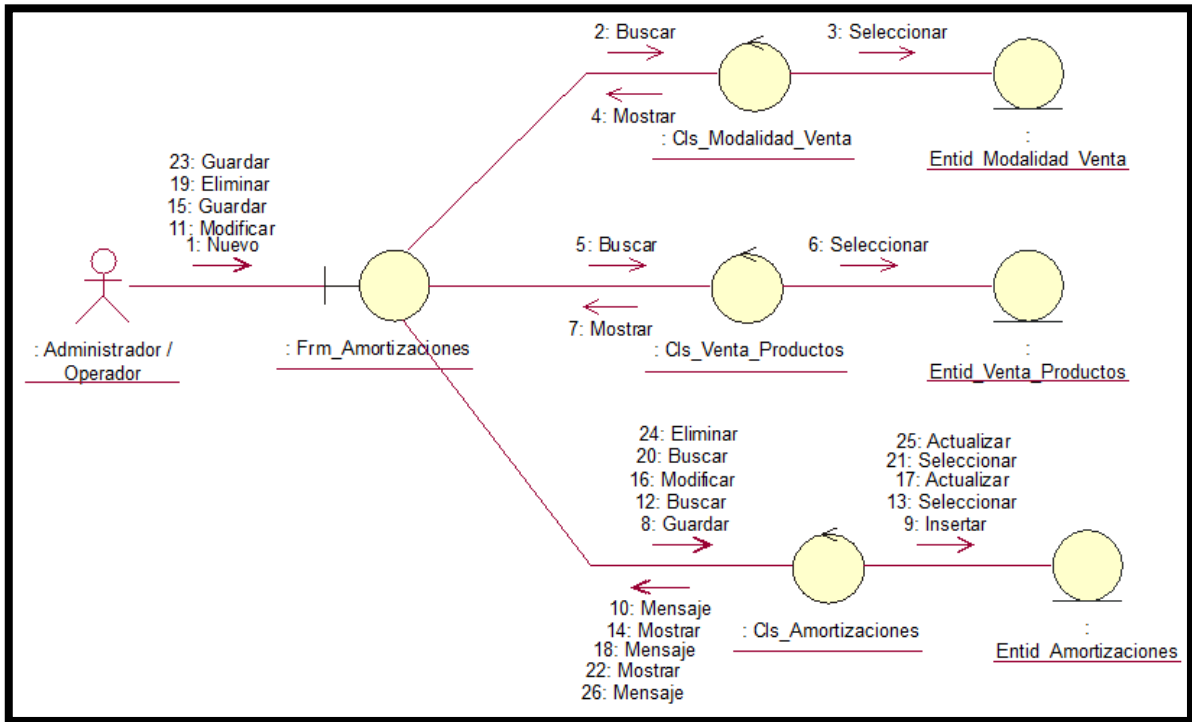 2: Buscar
3: Seleccionar
4: Mostrar
: Cls_Modalidad_Venta
:
Entid_Modalidad_Venta
23: Guardar
19: Eliminar
15: Guardar
11: Modificar
1: Nuevo
5: Buscar
6: Seleccionar
7: Mostrar
: Administrador /
Operador
: Frm_Amortizaciones
: Cls_Venta_Productos
:
Entid_Venta_Productos
24: Eliminar
20: Buscar
16: Modificar
12: Buscar
8: Guardar
25: Actualizar
21: Seleccionar
17: Actualizar
13: Seleccionar
9: Insertar
10: Mensaje
14: Mostrar
18: Mensaje
22: Mostrar
26: Mensaje
: Cls_Amortizaciones
:
Entid_Amortizaciones